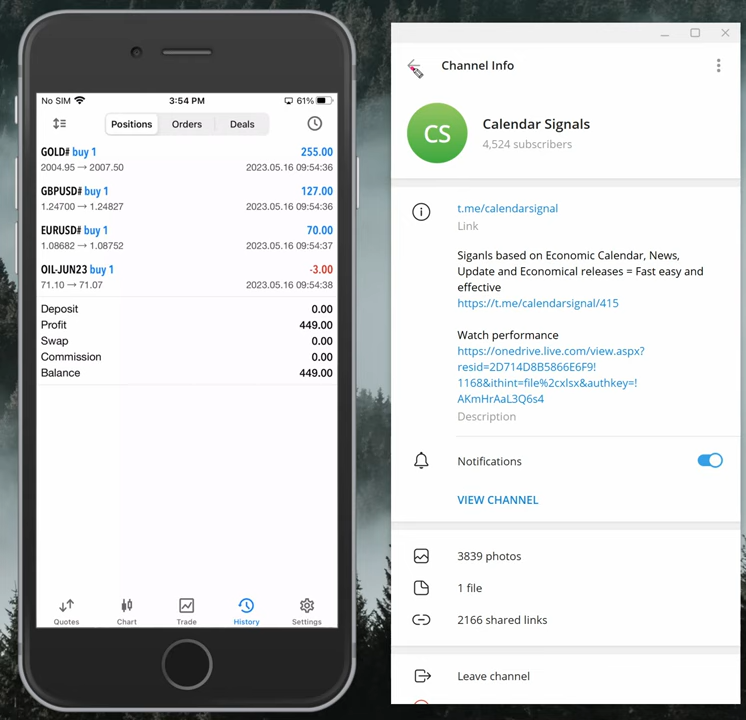 No SIM 3:54 PM 61%
Positions Orders Deals
GOLD# buy 1 255.00
2004.95 → 2007.50 2023.05.16 09:54:36
GBPUSD# buy 1 127.00
1.24700 → 1.24827 2023.05.16 09:54:36
EURUSD# buy 1 70.00
1.08682 → 1.08752 2023.05.16 09:54:37
OIL-JUN23 buy 1 -3.00
71.10 → 71.07 2023.05.16 09:54:38
Deposit 0.00
Profit 449.00
Swap 0.00
Commission 0.00
Balance 449.00
Quotes Chart Trade History Settings
Channel Info
CS
Calendar Signals
4,524 subscribers
t.me/calendarsignal
Link
Siganls based on Economic Calendar, News,
Update and Economical releases = Fast easy and
effective
https://t.me/calendarsignal/415
Watch performance
https://onedrive.live.com/view.aspx?
resid=2D714D8B5866E6F9!
1168&ithint=file%2cxlsx&authkey=!
AKmHrAaL3Q6s4
Description
Notifications
VIEW CHANNEL
3839 photos
1 file
2166 shared links
Leave channel